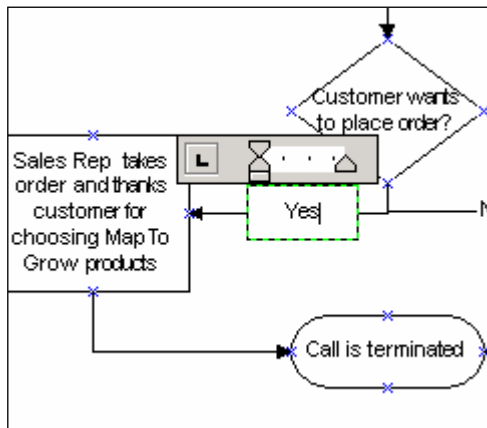 Customer wants
to place order?
Sales Rep takes
order and thanks
customer for
choosing Map To
Grow products
Yes
Call is terminated